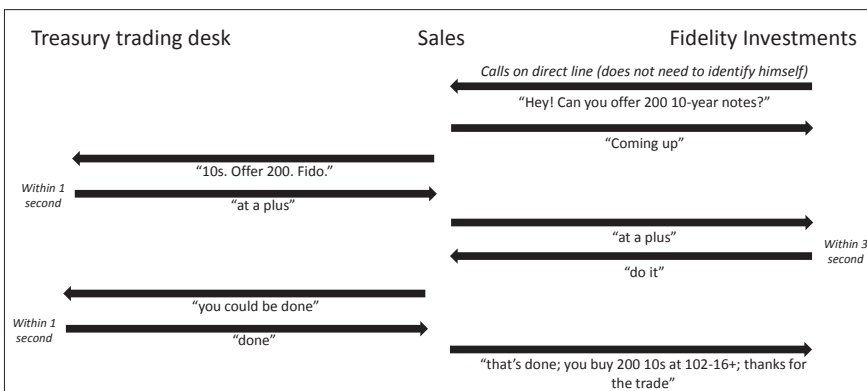 Treasury trading desk Sales Fidelity Investments
Calls on direct line (does not need to identify himself)
“Hey! Can you offer 200 10-year notes?”
“Coming up”
“10s. Offer 200. Fido.”
Within 1
second
“at a plus”
“at a plus”
Within 3
second
“do it”
“you could be done”
Within 1
second
“done”
“that’s done; you buy 200 10s at 102-16+; thanks for
the trade”